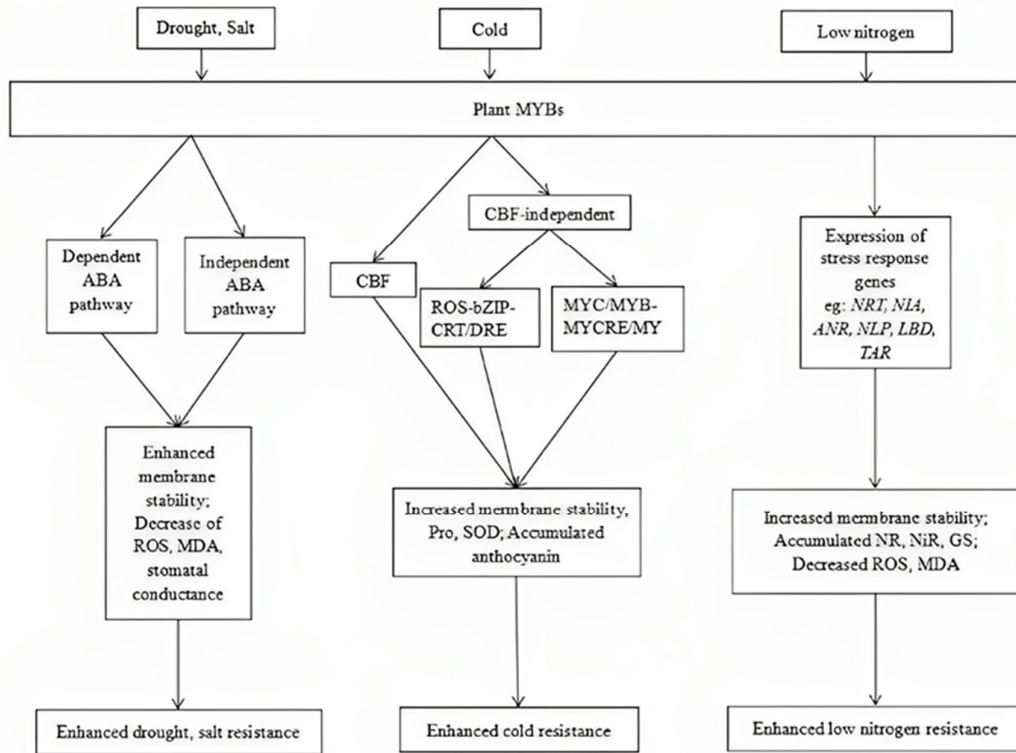 Drought, Salt
Cold
Low nitrogen
Plant MYBs
CBF-independent
Dependent
ABA
pathway
Independent
ABA
pathway
CBF
ROS-bZIP-
CRT/DRE
MYC/MYB-
MYCRE/MY
Expression of
stress response
genes
eg: NRT, NIA,
ANR, NLP, LBD,
TAR
Enhanced
membrane
stability;
Decrease of
ROS, MDA,
stomatal
conductance
Increased mermbrane stability,
Pro, SOD; Accumulated
anthocyanin
Increased mermbrane stability;
Accumulated NR, NiR, GS;
Decreased ROS, MDA
Enhanced drought, salt resistance
Enhanced cold resistance
Enhanced low nitrogen resistance